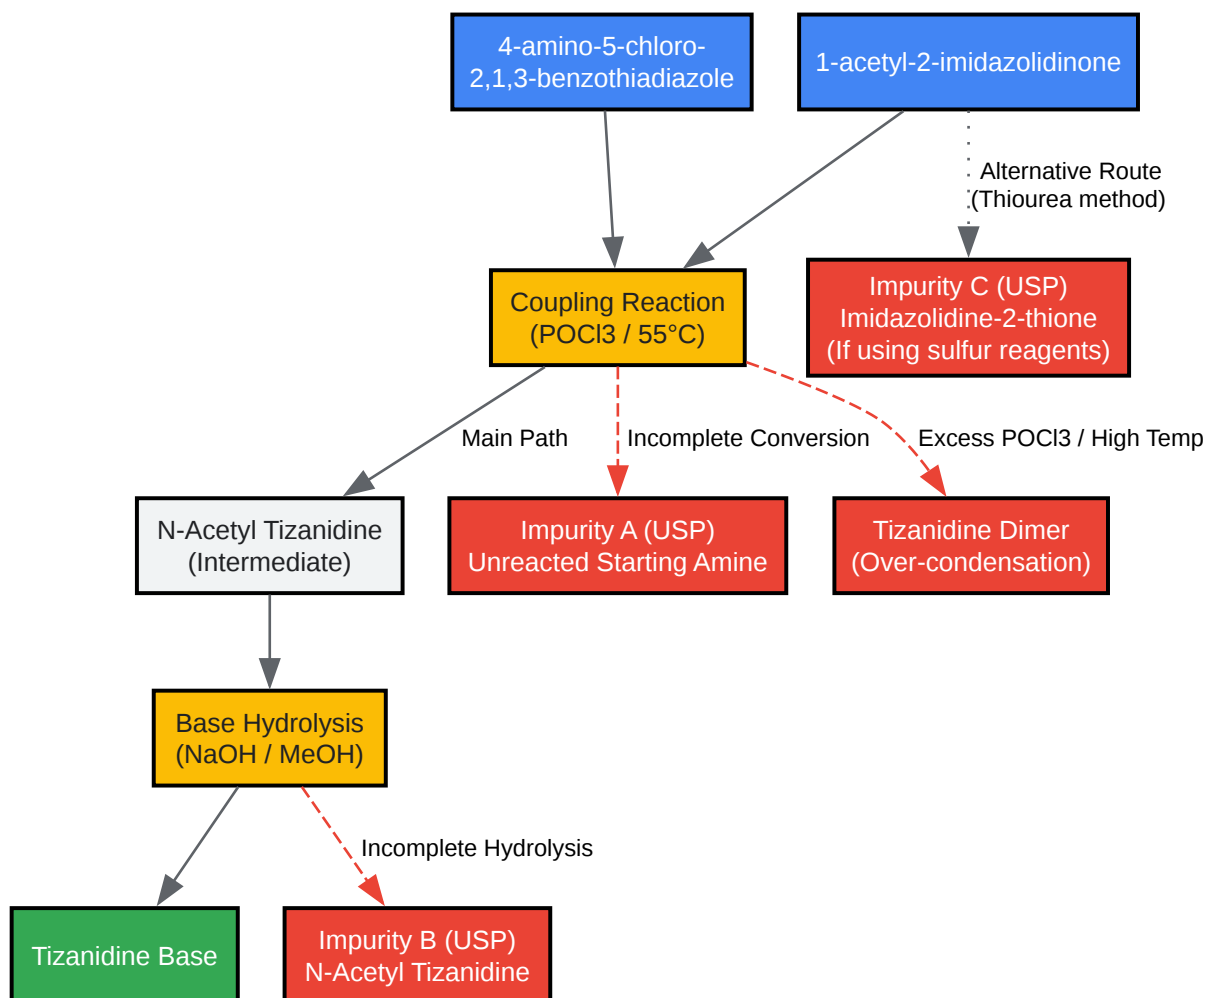 4-amino-5-chloro-
2,1,3-benzothiadiazole
1-acetyl-2-imidazolidinone
Alternative Route
(Thiourea method)
Coupling Reaction
(POCl3 / 55°C)
Impurity C (USP)
Imidazolidine-2-thione
(If using sulfur reagents)
Main Path
Incomplete Conversion
Excess POCl3 / High Temp
N-Acetyl Tizanidine
(Intermediate)
Impurity A (USP)
Unreacted Starting Amine
Tizanidine Dimer
(Over-condensation)
Base Hydrolysis
(NaOH / MeOH)
Incomplete Hydrolysis
Tizanidine Base
Impurity B (USP)
N-Acetyl Tizanidine